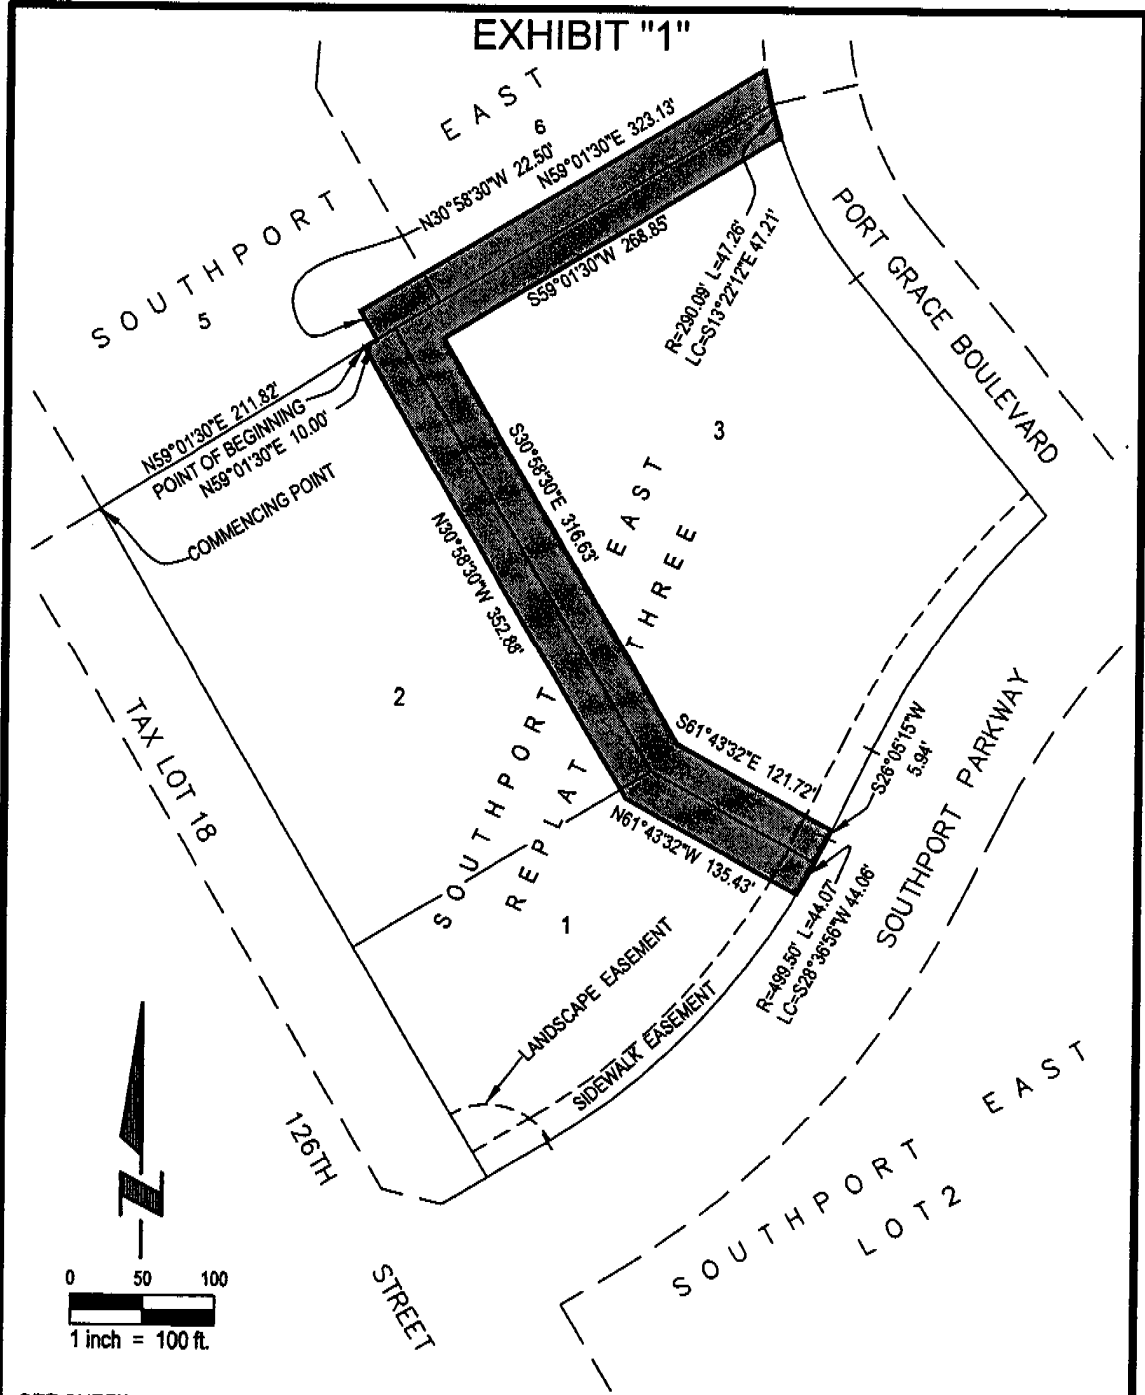 EXHIBIT "1"
EAST
6
N30°58'30"W 22.50'
N59°01'30"E 323.13'
SOUTHPORT
5
S59°01'30"W 268.85'
R=290.09' L=47.26'
LC=S13°22'12"E 47.21'
PORT GRACE BOULEVARD
N59°01'30"E 211.82'
POINT OF BEGINNING
N59°01'30"E 10.00'
COMMENCING POINT
3
S30°58'30"E 316.63'
EAST
THREE
N30°58'30"W 352.88'
2
TAX LOT 18
SOUTHPORT
REPLAT
S61°43'32"E 121.72'
S26°05'15"W
5.94'
SOUTHPORT PARKWAY
N61°43'32"W 135.43'
1
R=499.50' L=44.07'
LC=S28°36'56"W 44.06'
LANDSCAPE EASEMENT
SIDEWALK EASEMENT
126TH
STREET
SOUTHPORT EAST
LOT 2
0 50 100
1 inch = 100 ft.